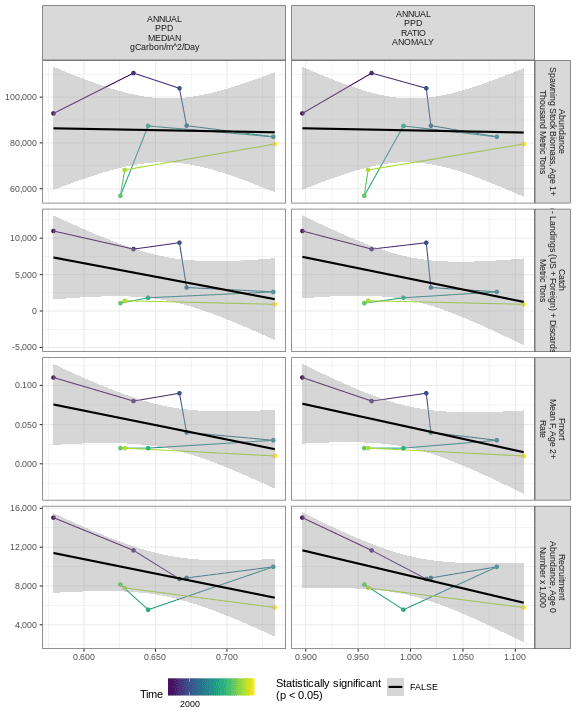 ANNUAL
PPD
MEDIAN
gCarbon/m^2/Day
ANNUAL
PPD
RATIO
ANOMALY
100,000
80,000
60,000
Abundance
Spawning Stock Biomass, Age 1+
Thousand Metric Tons
10,000
5,000
0
-5,000
Catch
- Landings (US + Foreign) + Discards
Metric Tons
0.100
0.050
0.000
Fmort
Mean F, Age 2+
Rate
16,000
12,000
8,000
4,000
Recruitment
Abundance, Age 0
Number x 1,000
0.600
0.650
0.700
0.900
0.950
1.000
1.050
1.100
Time
2000
Statistically significant
(p < 0.05)
FALSE